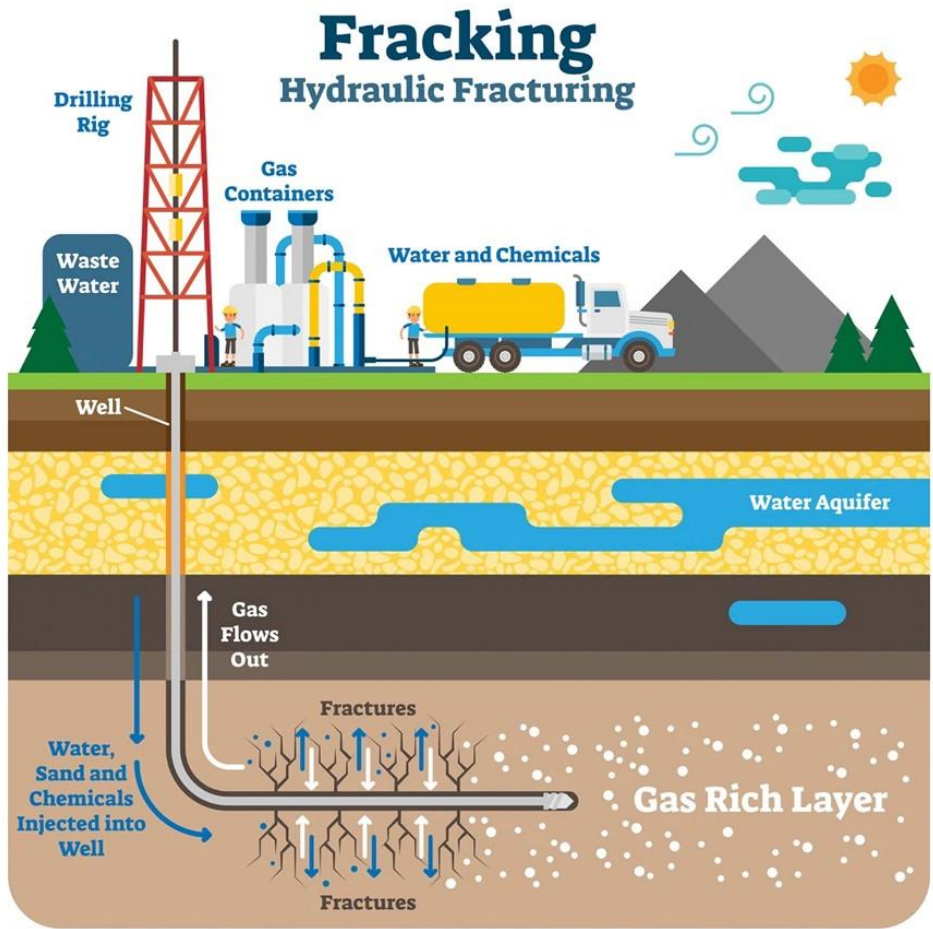 Fracking
Hydraulic Fracturing
Drilling
Rig
Gas
Containers
Waste
Water
Water and Chemicals
Well
Water Aquifer
Gas
Flows
Out
Fractures
Water,
Sand and
Chemicals
Injected into
Well
Gas Rich Layer
Fractures